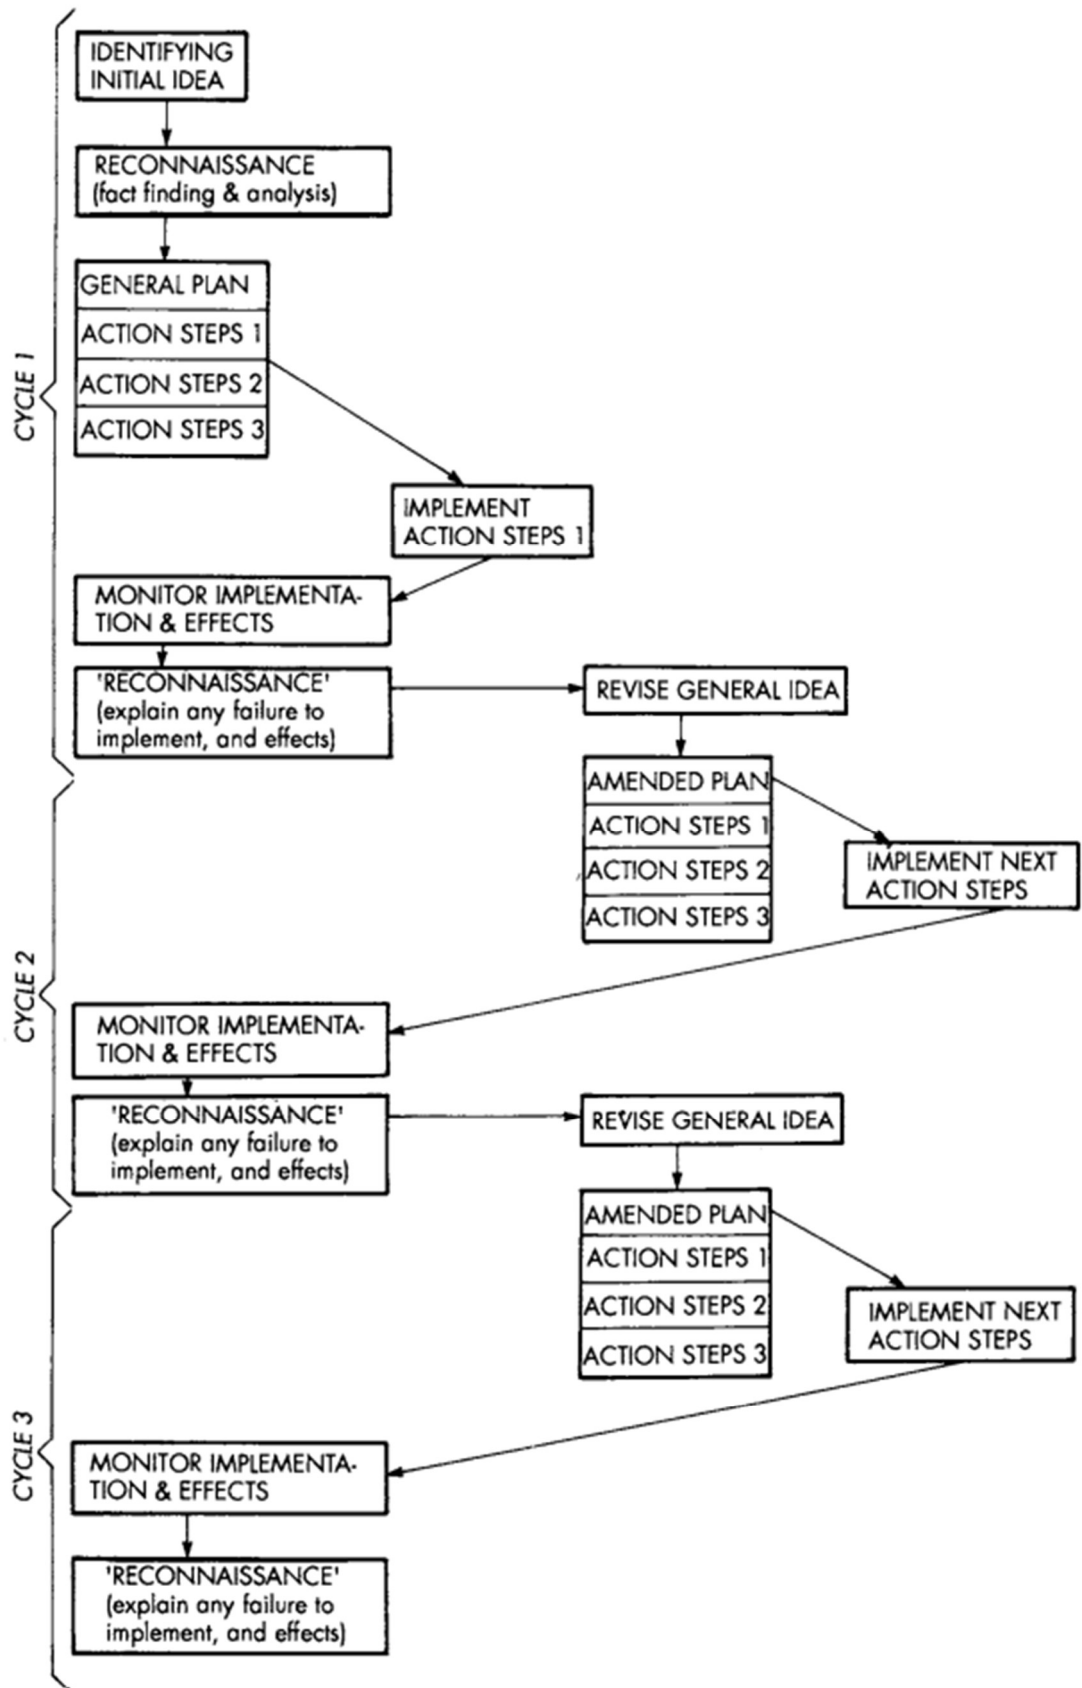 CYCLE 1
IDENTIFYING
INITIAL IDEA
RECONNAISSANCE
(fact finding & analysis)
GENERAL PLAN
ACTION STEPS 1
ACTION STEPS 2
ACTION STEPS 3
IMPLEMENT
ACTION STEPS 1
MONITOR IMPLEMENTA-
TION & EFFECTS
'RECONNAISSANCE'
(explain any failure to
implement, and effects)
REVISE GENERAL IDEA
CYCLE 2
AMENDED PLAN
ACTION STEPS 1
ACTION STEPS 2
ACTION STEPS 3
IMPLEMENT NEXT
ACTION STEPS
MONITOR IMPLEMENTA-
TION & EFFECTS
'RECONNAISSANCE'
(explain any failure to
implement, and effects)
REVISE GENERAL IDEA
CYCLE 3
AMENDED PLAN
ACTION STEPS 1
ACTION STEPS 2
ACTION STEPS 3
IMPLEMENT NEXT
ACTION STEPS
MONITOR IMPLEMENTA-
TION & EFFECTS
'RECONNAISSANCE'
(explain any failure to
implement, and effects)